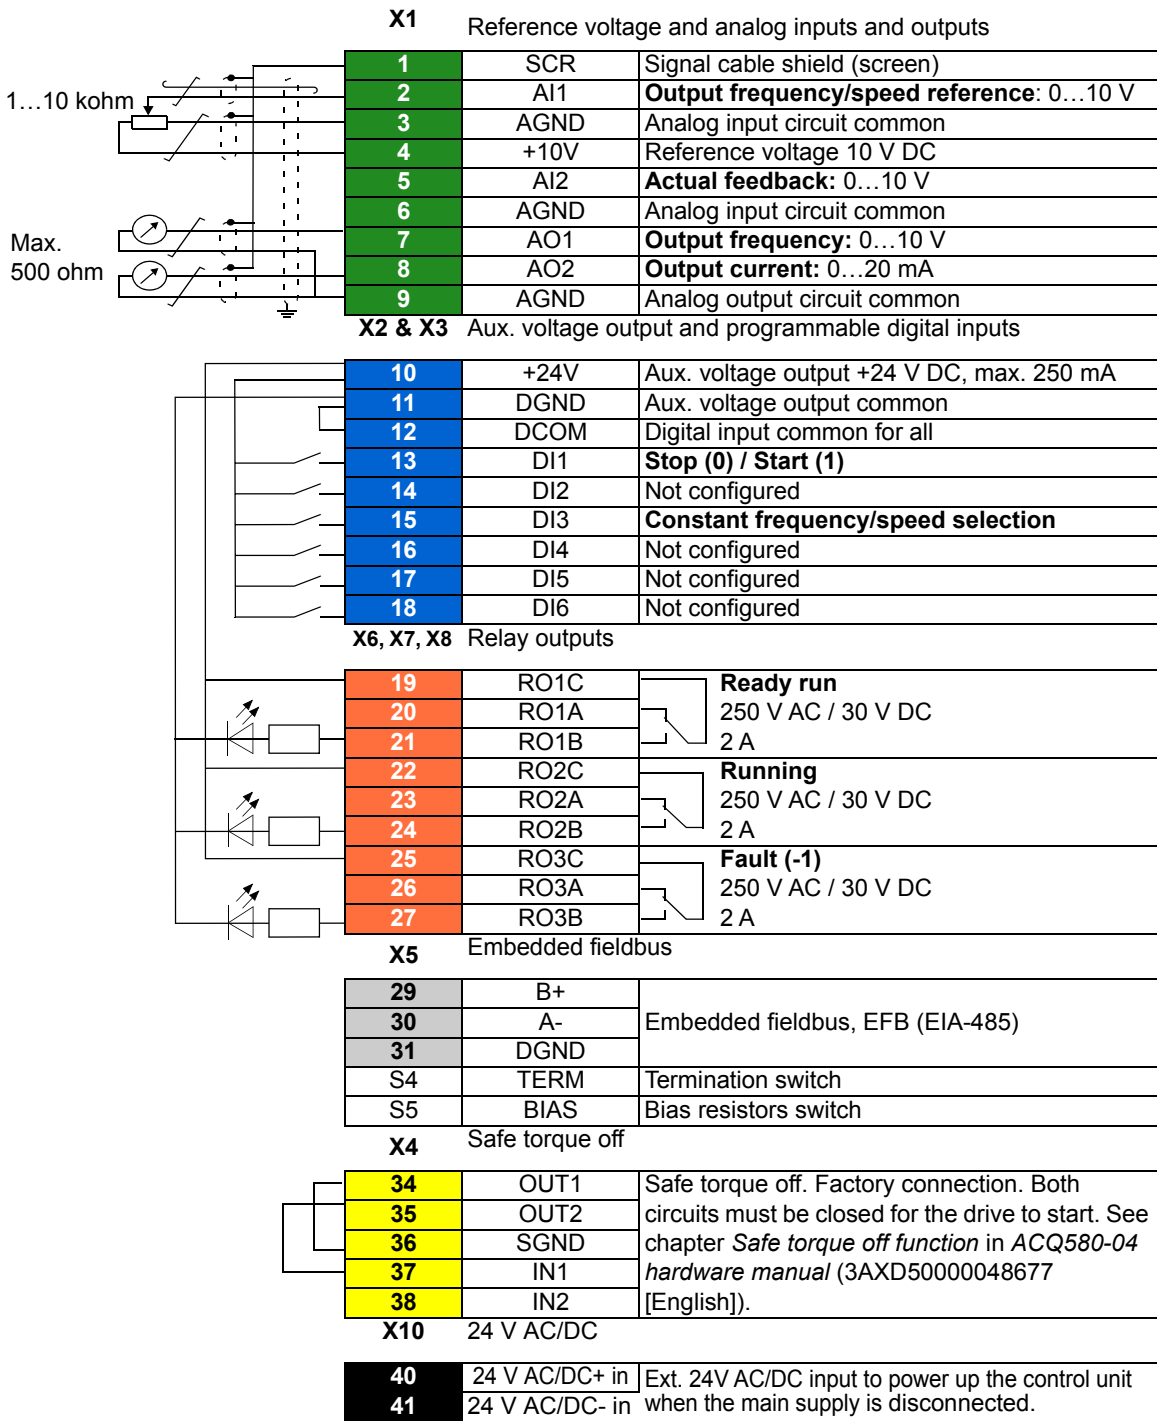 X1 Reference voltage and analog inputs and outputs
1 SCR Signal cable shield (screen)
1…10 kohm
2 AI1 Output frequency/speed reference: 0…10 V
3 AGND Analog input circuit common
4 +10V Reference voltage 10 V DC
5 AI2 Actual feedback: 0…10 V
6 AGND Analog input circuit common
Max.
500 ohm
7 AO1 Output frequency: 0…10 V
8 AO2 Output current: 0…20 mA
9 AGND Analog output circuit common
X2 & X3 Aux. voltage output and programmable digital inputs
10 +24V Aux. voltage output +24 V DC, max. 250 mA
11 DGND Aux. voltage output common
12 DCOM Digital input common for all
13 DI1 Stop (0) / Start (1)
14 DI2 Not configured
15 DI3 Constant frequency/speed selection
16 DI4 Not configured
17 DI5 Not configured
18 DI6 Not configured
X6, X7, X8 Relay outputs
19 RO1C Ready run
20 RO1A 250 V AC / 30 V DC
21 RO1B 2 A
22 RO2C Running
23 RO2A 250 V AC / 30 V DC
24 RO2B 2 A
25 RO3C Fault (-1)
26 RO3A 250 V AC / 30 V DC
27 RO3B 2 A
X5 Embedded fieldbus
29 B+
30 A- Embedded fieldbus, EFB (EIA-485)
31 DGND
S4 TERM Termination switch
S5 BIAS Bias resistors switch
X4 Safe torque off
34 OUT1 Safe torque off. Factory connection. Both
35 OUT2 circuits must be closed for the drive to start. See
36 SGND chapter Safe torque off function in ACQ580-04
37 IN1 hardware manual (3AXD50000048677
38 IN2 [English]).
X10 24 V AC/DC
40 24 V AC/DC+ in Ext. 24V AC/DC input to power up the control unit
41 24 V AC/DC- in when the main supply is disconnected.